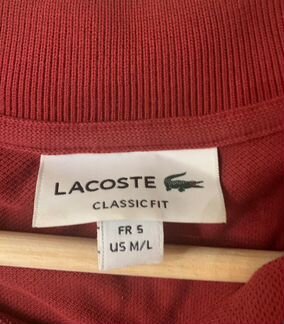 LACOSTE
CLASSIC FIT
FR 5
US M/L